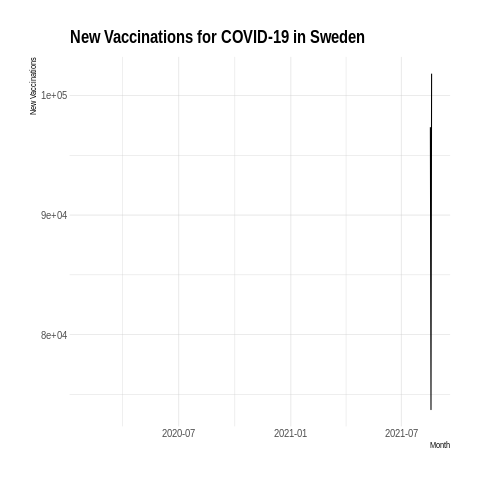 New Vaccinations for COVID-19 in Sweden
New Vaccinations
1e+05
9e+04
8e+04
2020-07 2021-01 2021-07
Month